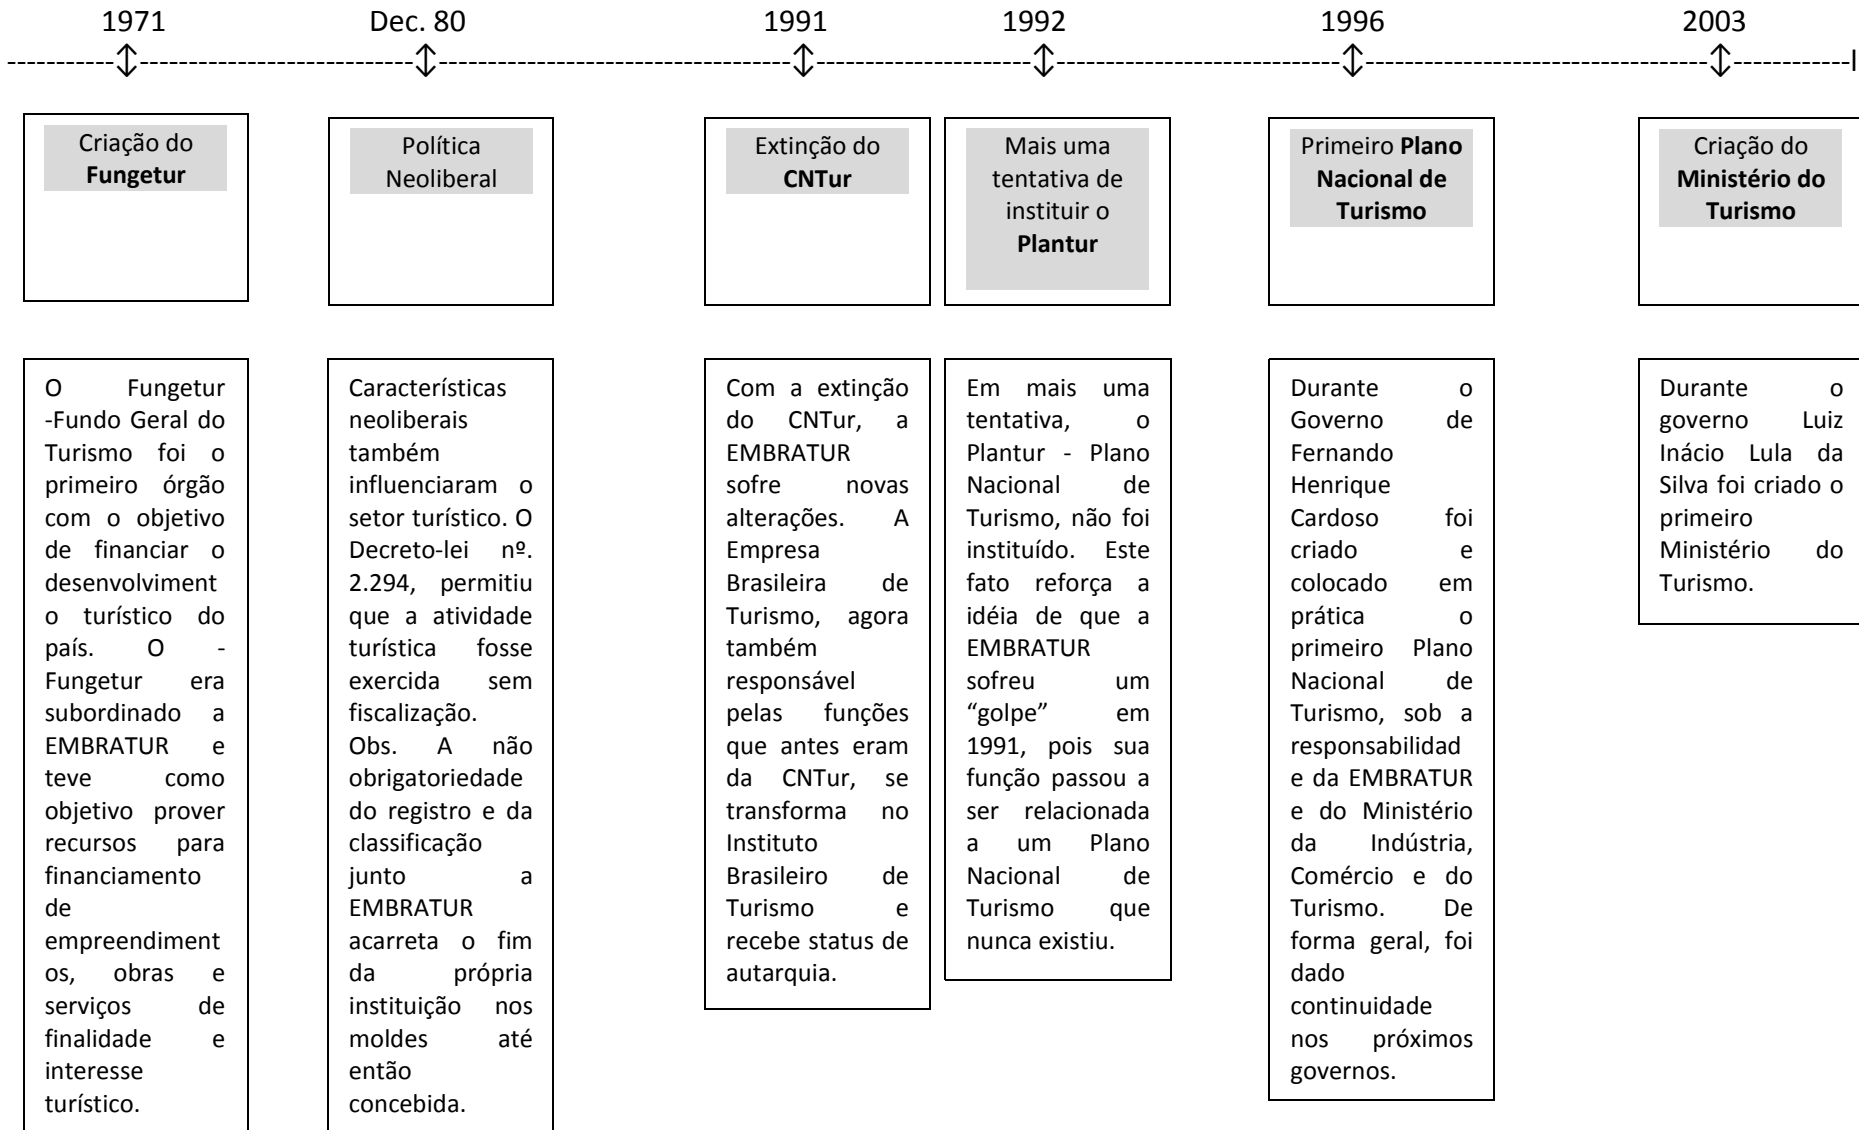 1971
Dec. 80
1991
1992
1996
2003
Criação do
Fungetur
Política
Neoliberal
Extinção do
CNTur
Mais uma
tentativa de
instituir o
Plantur
Primeiro Plano
Nacional de
Turismo
Criação do
Ministério do
Turismo
O Fungetur
-Fundo Geral do
Turismo foi o
primeiro órgão
com o objetivo
de financiar o
desenvolviment
o turístico do
país. O -
Fungetur era
subordinado a
EMBRATUR e
teve como
objetivo prover
recursos para
financiamento
de
empreendiment
os, obras e
serviços de
finalidade e
interesse
turístico.
Características
neoliberais
também
influenciaram o
setor turístico. O
Decreto-lei nº.
2.294, permitiu
que a atividade
turística fosse
exercida sem
fiscalização.
Obs. A não
obrigatoriedade
do registro e da
classificação
junto a
EMBRATUR
acarreta o fim
da própria
instituição nos
moldes até
então
concebida.
Com a extinção
do CNTur, a
EMBRATUR
sofre novas
alterações. A
Empresa
Brasileira de
Turismo, agora
também
responsável
pelas funções
que antes eram
da CNTur, se
transforma no
Instituto
Brasileiro de
Turismo e
recebe status de
autarquia.
Em mais uma
tentativa, o
Plantur - Plano
Nacional de
Turismo, não foi
instituído. Este
fato reforça a
idéia de que a
EMBRATUR
sofreu um
“golpe” em
1991, pois sua
função passou a
ser relacionada
a um Plano
Nacional de
Turismo que
nunca existiu.
Durante o
Governo de
Fernando
Henrique
Cardoso foi
criado e
colocado em
prática o
primeiro Plano
Nacional de
Turismo, sob a
responsabilidad
e da EMBRATUR
e do Ministério
da Indústria,
Comércio e do
Turismo. De
forma geral, foi
dado
continuidade
nos próximos
governos.
Durante o
governo Luiz
Inácio Lula da
Silva foi criado o
primeiro
Ministério do
Turismo.